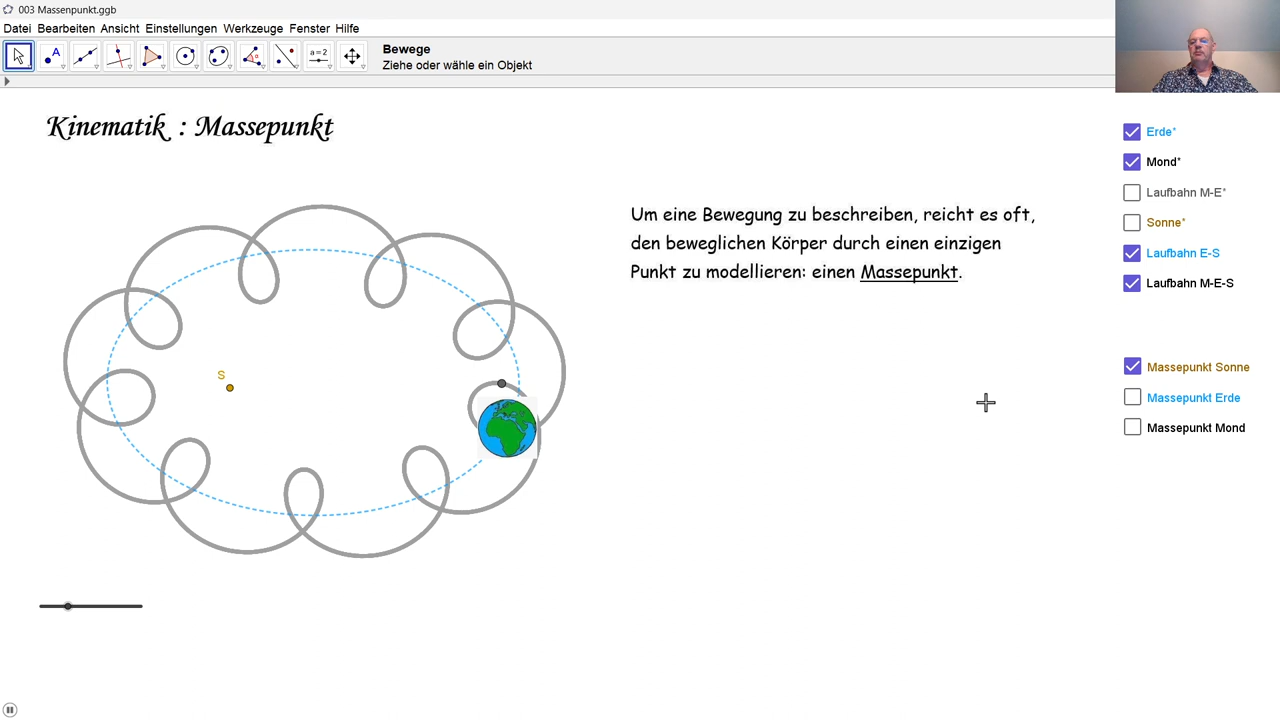 003 Massenpunkt.ggb
Datei Bearbeiten Ansicht Einstellungen Werkzeuge Fenster Hilfe
A
a=2
Bewege
Ziehe oder wähle ein Objekt
Kinematik : Massepunkt
Um eine Bewegung zu beschreiben, reicht es oft,
den beweglichen Körper durch einen einzigen
Punkt zu modellieren: einen Massepunkt.
S
Erde*
Mond*
Laufbahn M-E*
Sonne*
Laufbahn E-S
Laufbahn M-E-S
Massepunkt Sonne
Massepunkt Erde
Massepunkt Mond